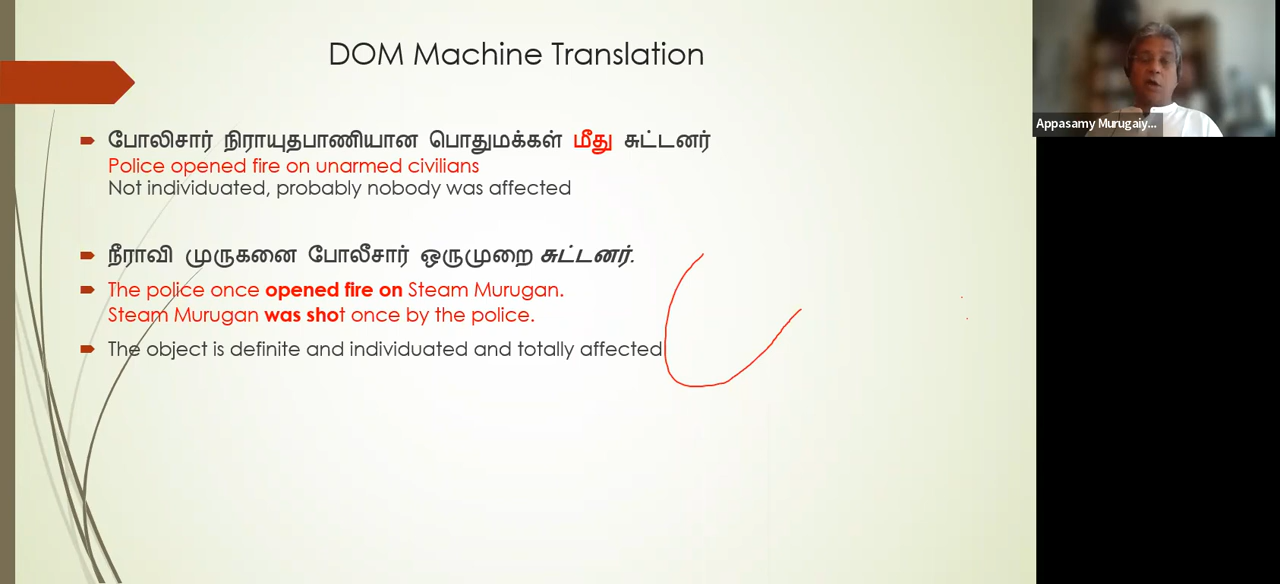 DOM Machine Translation
போலிசார் நிராயுதபாணியான பொதுமக்கள் மீது சுட்டனர்
Police opened fire on unarmed civilians
Not individuated, probably nobody was affected
நீராவி முருகனை போலீசார் ஒருமுறை சுட்டனர்.
The police once opened fire on Steam Murugan.
Steam Murugan was shot once by the police.
The object is definite and individuated and totally affected
Appasamy Murugaiy...